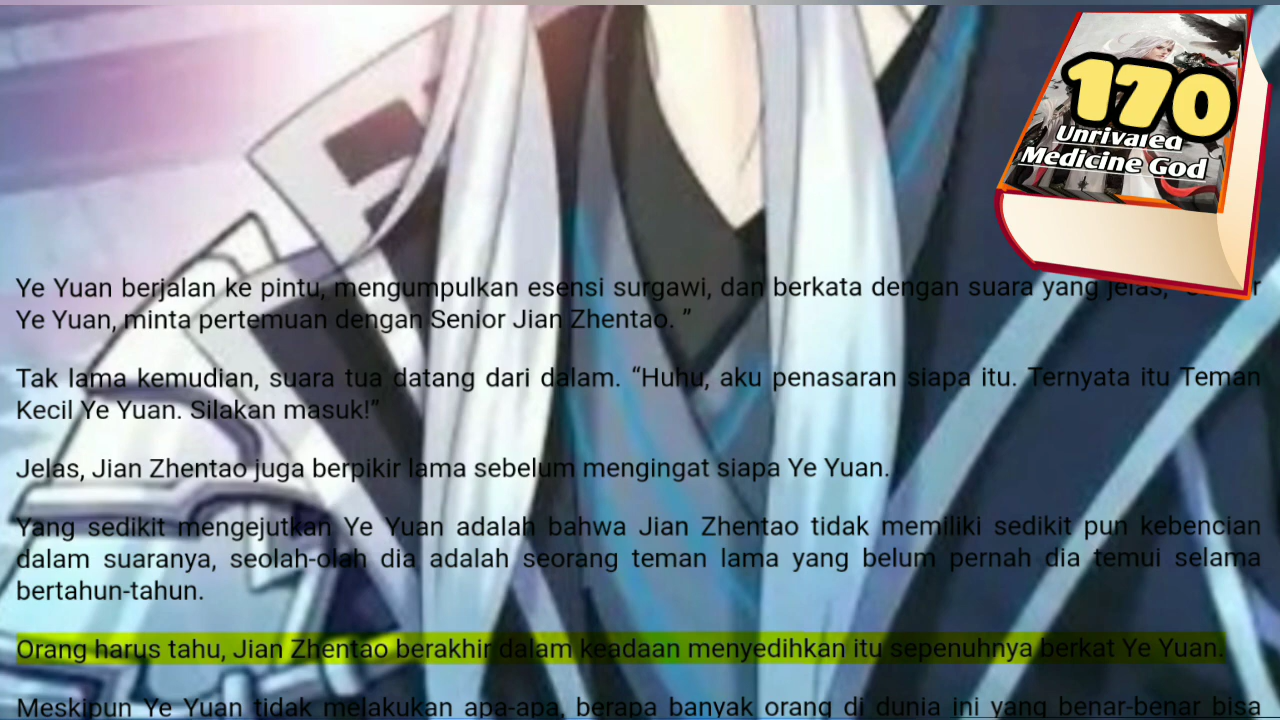 170
Unrivaled
Medicine God
Ye Yuan berjalan ke pintu, mengumpulkan esensi surgawi, dan berkata dengan suara yang jelas,
Ye Yuan, minta pertemuan dengan Senior Jian Zhentao. ”
Tak lama kemudian, suara tua datang dari dalam. “Huhu, aku penasaran siapa itu. Ternyata itu Teman
Kecil Ye Yuan. Silakan masuk!”
Jelas, Jian Zhentao juga berpikir lama sebelum mengingat siapa Ye Yuan.
Yang sedikit mengejutkan Ye Yuan adalah bahwa Jian Zhentao tidak memiliki sedikit pun kebencian
dalam suaranya, seolah-olah dia adalah seorang teman lama yang belum pernah dia temui selama
bertahun-tahun.
Orang harus tahu, Jian Zhentao berakhir dalam keadaan menyedihkan itu sepenuhnya berkat Ye Yuan.
Meskipun Ye Yuan tidak melakukan apa-apa, berapa banyak orang di dunia ini yang benar-benar bisa